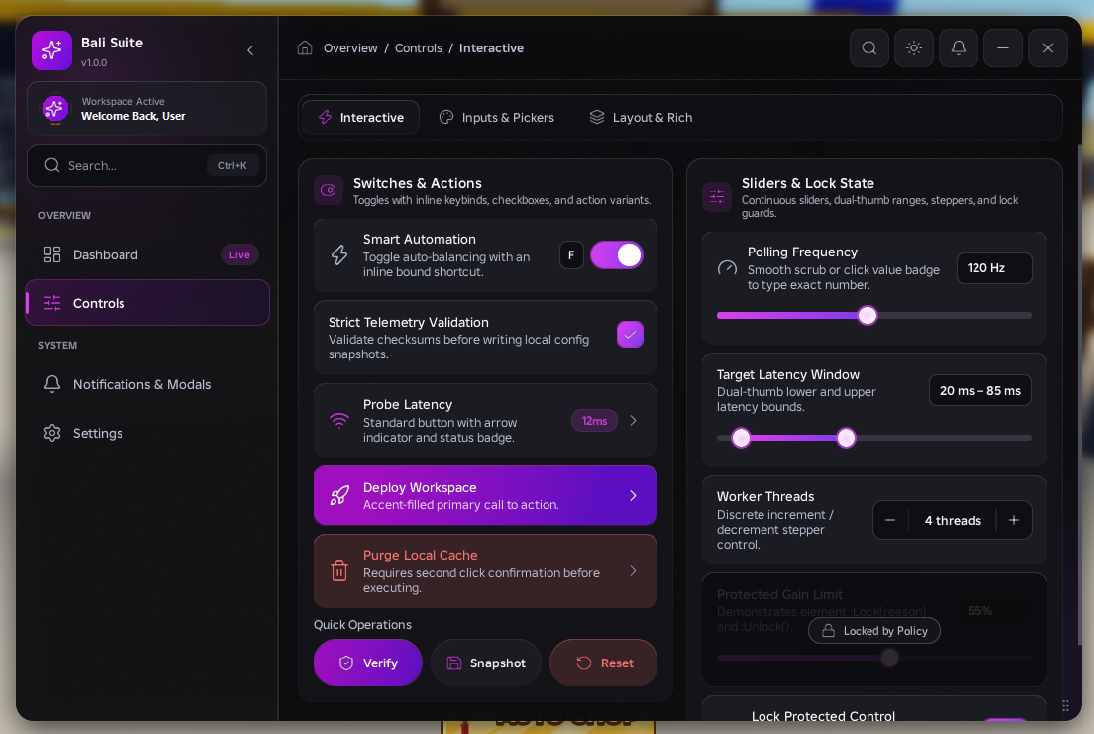 Bali Suite
v1.0.0
Workspace Active
Welcome Back, User
Search...
Ctrl+K
OVERVIEW
Dashboard
Live
Controls
SYSTEM
Notifications & Modals
Settings
Overview / Controls / Interactive
Interactive
Inputs & Pickers
Layout & Rich
Switches & Actions
Toggles with inline keybinds, checkboxes, and action variants.
Smart Automation
Toggle auto-balancing with an
inline bound shortcut.
F
Strict Telemetry Validation
Validate checksums before writing local config
snapshots.
Probe Latency
Standard button with arrow
indicator and status badge.
12ms
Deploy Workspace
Accent-filled primary call to action.
Purge Local Cache
Requires second click confirmation before
executing.
Quick Operations
Verify
Snapshot
Reset
Sliders & Lock State
Continuous sliders, dual-thumb ranges, steppers, and lock
guards.
Polling Frequency
Smooth scrub or click value badge
to type exact number.
120 Hz
Target Latency Window
Dual-thumb lower and upper
latency bounds.
20 ms – 85 ms
Worker Threads
Discrete increment /
decrement stepper
control.
4 threads
Protected Gain Limit
Demonstrates element :Lock(reason)
and :Unlock().
55%
Locked by Policy
Lock Protected Control